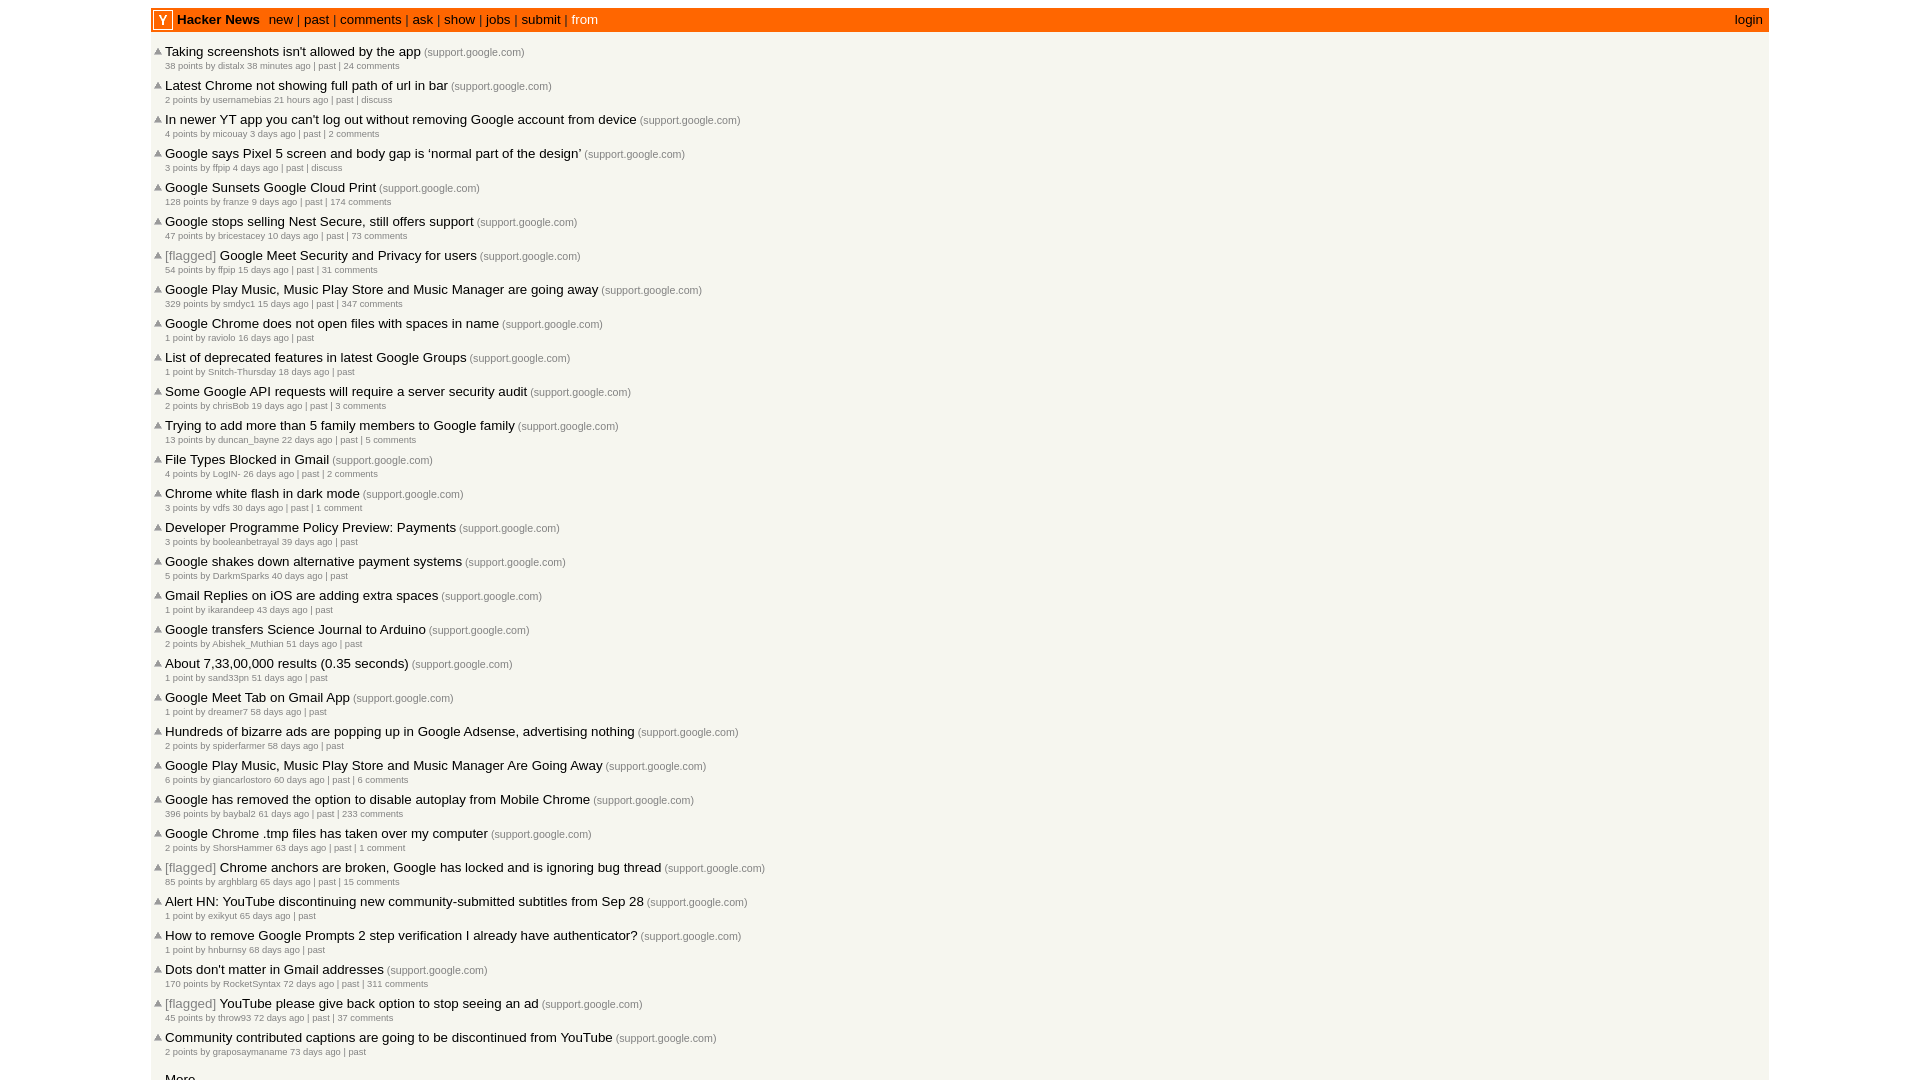 Y Hacker News new | past | comments | ask | show | jobs | submit | from login
Taking screenshots isn't allowed by the app (support.google.com)
38 points by distalx 38 minutes ago | past | 24 comments
Latest Chrome not showing full path of url in bar (support.google.com)
2 points by usernamebias 21 hours ago | past | discuss
In newer YT app you can't log out without removing Google account from device (support.google.com)
4 points by micouay 3 days ago | past | 2 comments
Google says Pixel 5 screen and body gap is ‘normal part of the design’ (support.google.com)
3 points by ffpip 4 days ago | past | discuss
Google Sunsets Google Cloud Print (support.google.com)
128 points by franze 9 days ago | past | 174 comments
Google stops selling Nest Secure, still offers support (support.google.com)
47 points by bricestacey 10 days ago | past | 73 comments
[flagged] Google Meet Security and Privacy for users (support.google.com)
54 points by ffpip 15 days ago | past | 31 comments
Google Play Music, Music Play Store and Music Manager are going away (support.google.com)
329 points by smdyc1 15 days ago | past | 347 comments
Google Chrome does not open files with spaces in name (support.google.com)
1 point by raviolo 16 days ago | past
List of deprecated features in latest Google Groups (support.google.com)
1 point by Snitch-Thursday 18 days ago | past
Some Google API requests will require a server security audit (support.google.com)
2 points by chrisBob 19 days ago | past | 3 comments
Trying to add more than 5 family members to Google family (support.google.com)
13 points by duncan_bayne 22 days ago | past | 5 comments
File Types Blocked in Gmail (support.google.com)
4 points by LogIN- 26 days ago | past | 2 comments
Chrome white flash in dark mode (support.google.com)
3 points by vdfs 30 days ago | past | 1 comment
Developer Programme Policy Preview: Payments (support.google.com)
3 points by booleanbetrayal 39 days ago | past
Google shakes down alternative payment systems (support.google.com)
5 points by DarkmSparks 40 days ago | past
Gmail Replies on iOS are adding extra spaces (support.google.com)
1 point by ikarandeep 43 days ago | past
Google transfers Science Journal to Arduino (support.google.com)
2 points by Abishek_Muthian 51 days ago | past
About 7,33,00,000 results (0.35 seconds) (support.google.com)
1 point by sand33pn 51 days ago | past
Google Meet Tab on Gmail App (support.google.com)
1 point by dreamer7 58 days ago | past
Hundreds of bizarre ads are popping up in Google Adsense, advertising nothing (support.google.com)
2 points by spiderfarmer 58 days ago | past
Google Play Music, Music Play Store and Music Manager Are Going Away (support.google.com)
6 points by giancarlostoro 60 days ago | past | 6 comments
Google has removed the option to disable autoplay from Mobile Chrome (support.google.com)
396 points by baybal2 61 days ago | past | 233 comments
Google Chrome .tmp files has taken over my computer (support.google.com)
2 points by ShorsHammer 63 days ago | past | 1 comment
[flagged] Chrome anchors are broken, Google has locked and is ignoring bug thread (support.google.com)
85 points by arghblarg 65 days ago | past | 15 comments
Alert HN: YouTube discontinuing new community-submitted subtitles from Sep 28 (support.google.com)
1 point by exikyut 65 days ago | past
How to remove Google Prompts 2 step verification I already have authenticator? (support.google.com)
1 point by hnburnsy 68 days ago | past
Dots don't matter in Gmail addresses (support.google.com)
170 points by RocketSyntax 72 days ago | past | 311 comments
[flagged] YouTube please give back option to stop seeing an ad (support.google.com)
45 points by throw93 72 days ago | past | 37 comments
Community contributed captions are going to be discontinued from YouTube (support.google.com)
2 points by graposaymaname 73 days ago | past
More